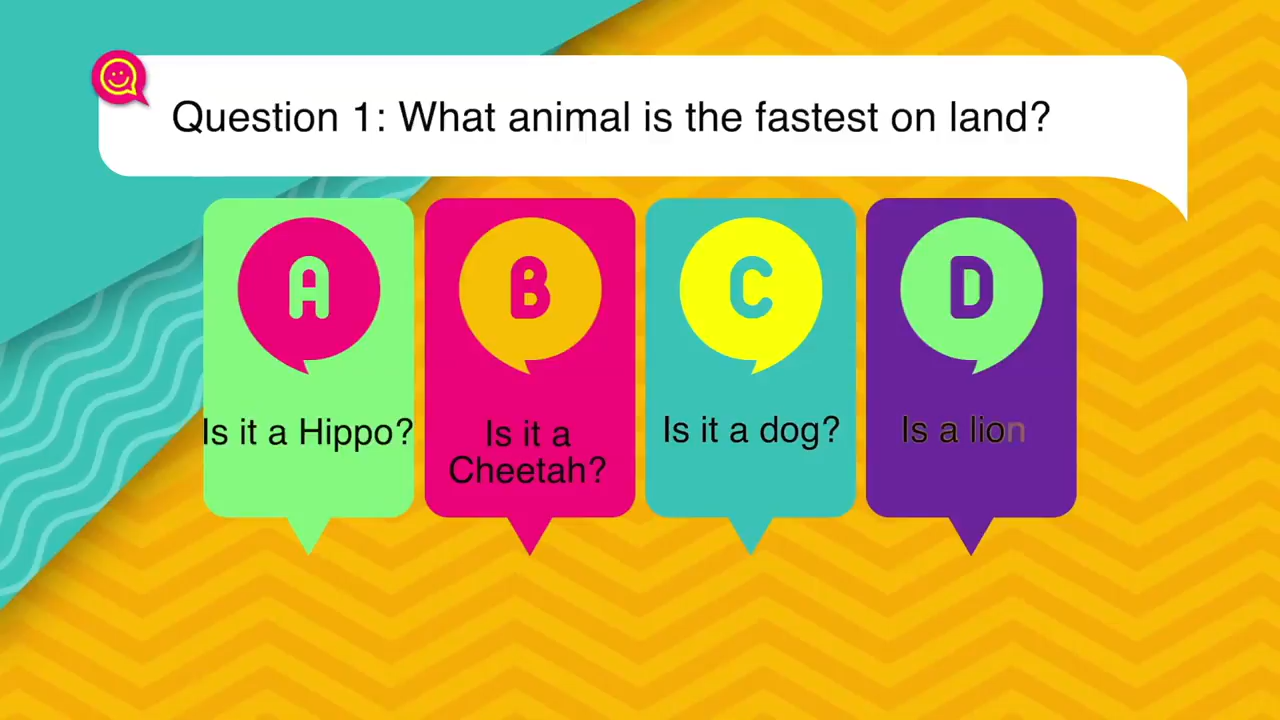 Question 1: What animal is the fastest on land?
A
B
C
D
Is it a Hippo?
Is it a
Cheetah?
Is it a dog?
Is a lion